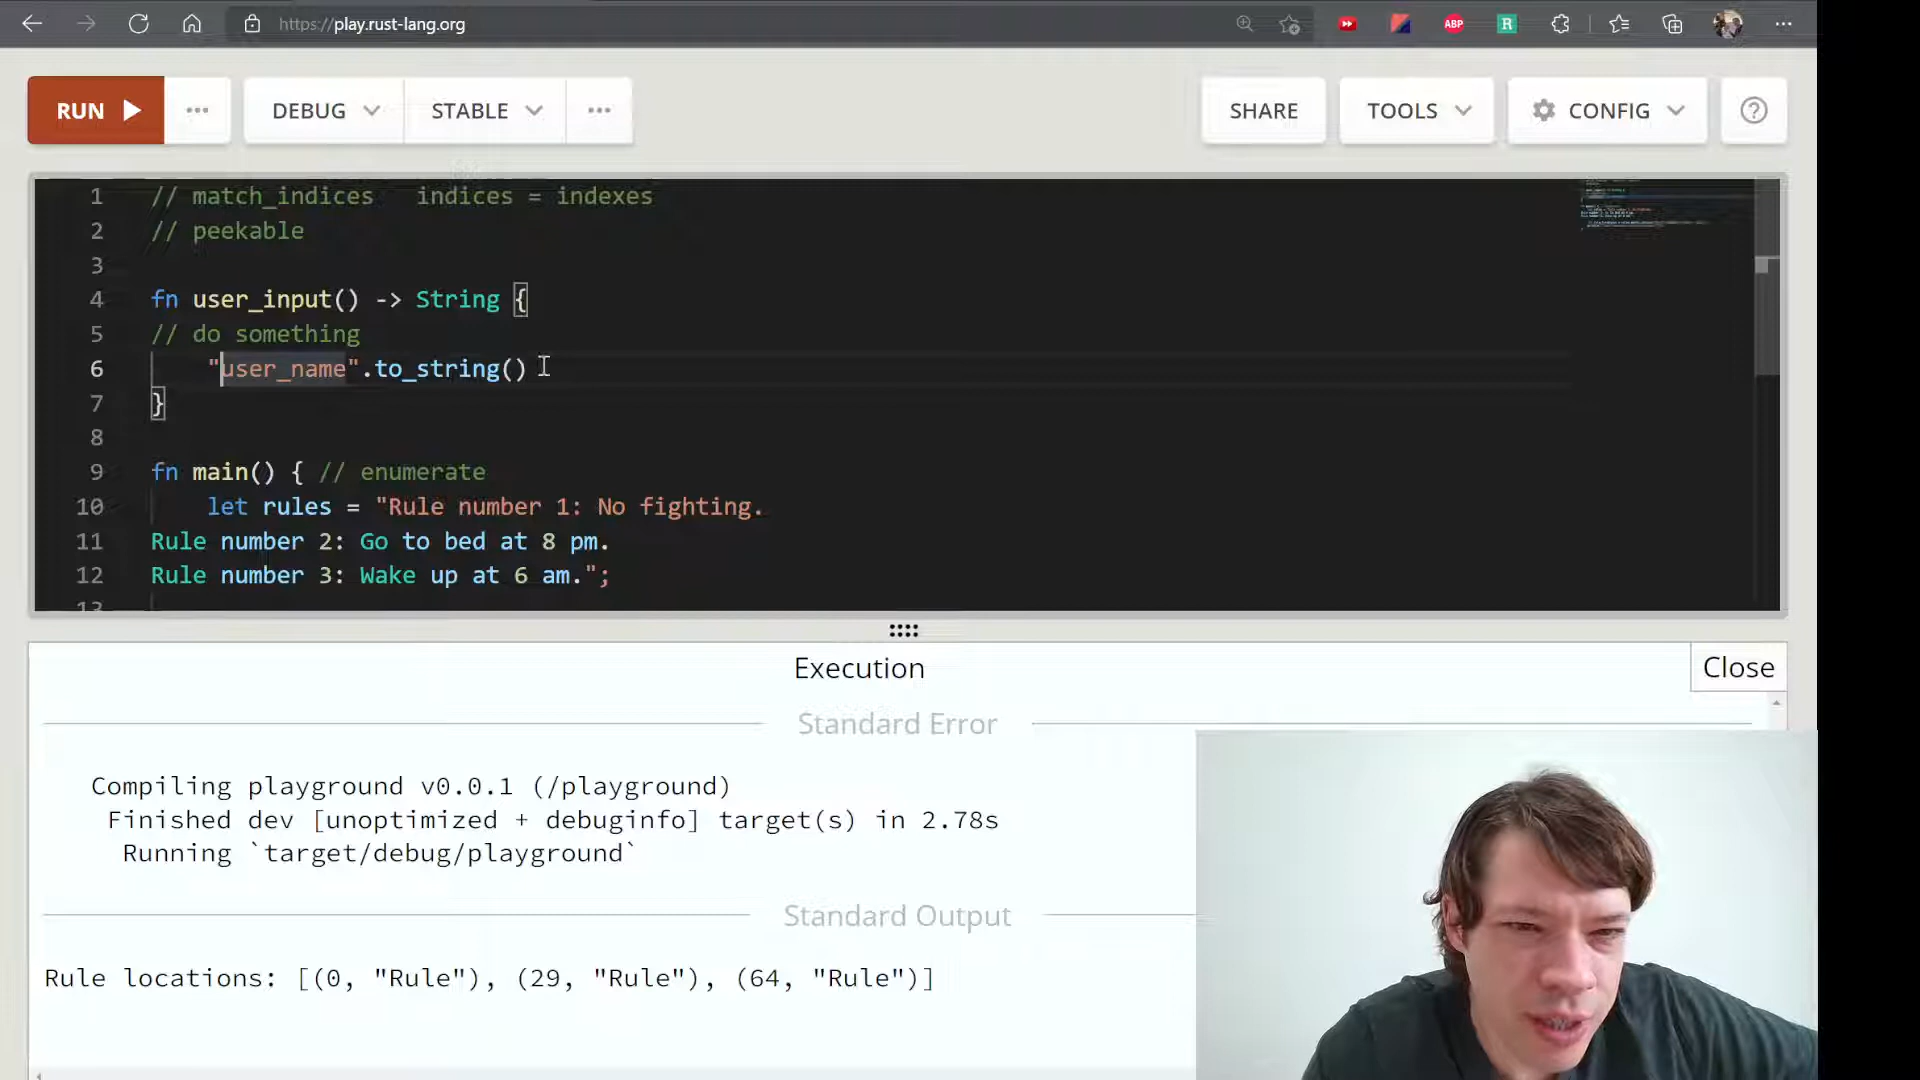 https://play.rust-lang.org
ABP
R
RUN
DEBUG
STABLE
SHARE
TOOLS
CONFIG
?
1 // match_indices   indices = indexes
2 // peekable
3
4 fn user_input() -> String {
5 // do something
6     "user_name".to_string()
7 }
8
9 fn main() { // enumerate
10     let rules = "Rule number 1: No fighting.
11 Rule number 2: Go to bed at 8 pm.
12 Rule number 3: Wake up at 6 am.";
13
Execution
Close
Standard Error
Compiling playground v0.0.1 (/playground)
Finished dev [unoptimized + debuginfo] target(s) in 2.78s
Running `target/debug/playground`
Standard Output
Rule locations: [(0, "Rule"), (29, "Rule"), (64, "Rule")]